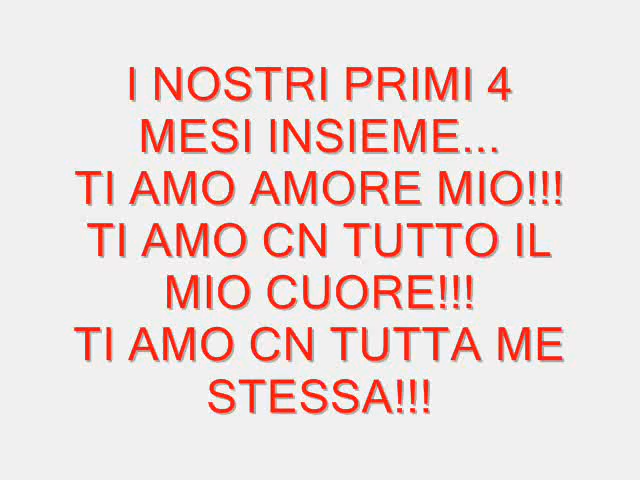 I NOSTRI PRIMI 4
MESI INSIEME...
TI AMO AMORE MIO!!!
TI AMO CN TUTTO IL
MIO CUORE!!!
TI AMO CN TUTTA ME
STESSA!!!